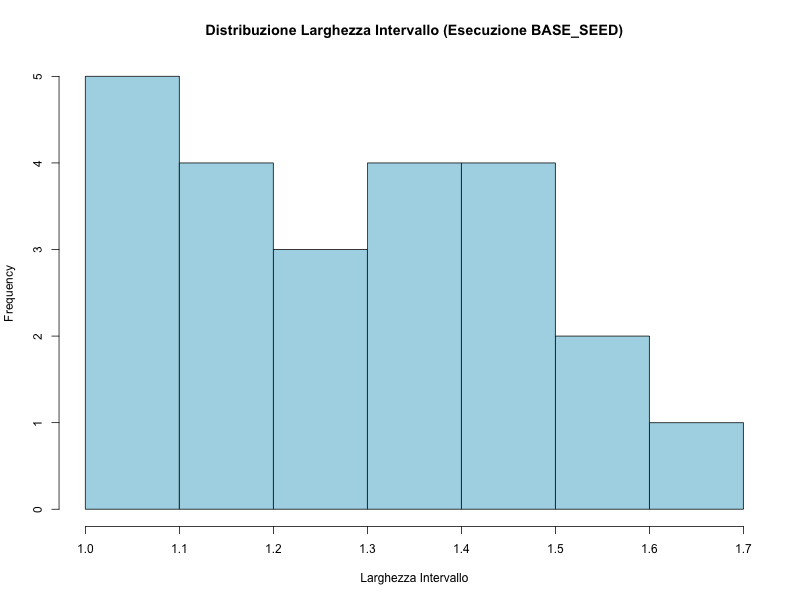 Distribuzione Larghezza Intervallo (Esecuzione BASE_SEED)
Frequency
5
4
3
2
1
0
1.0 1.1 1.2 1.3 1.4 1.5 1.6 1.7
Larghezza Intervallo